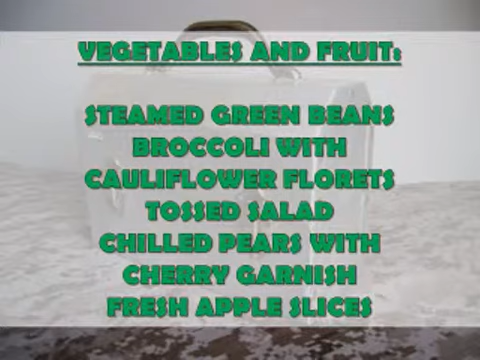 VEGETABLES AND FRUIT:
STEAMED GREEN BEANS
BROCCOLI WITH
CAULIFLOWER FLORETS
TOSSED SALAD
CHILLED PEARS WITH
CHERRY GARNISH
FRESH APPLE SLICES